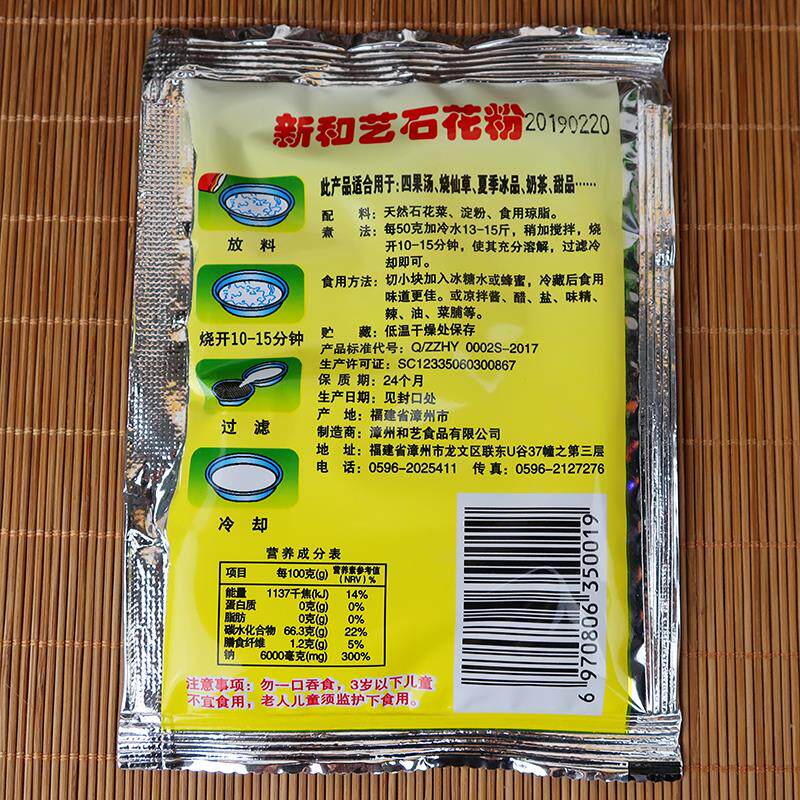 新和艺石花粉 20190220
此产品适合用于：四果汤、烧仙草、夏季冰品、奶茶、甜品……
配　料：天然石花菜、淀粉、食用琼脂。
煮　法：每50克加冷水13-15斤，稍加搅拌，烧
开10-15分钟，使其充分溶解，过滤冷
却即可。
食用方法：切小块加入冰糖水或蜂蜜，冷藏后食用
味道更佳。或凉拌酱、醋、盐、味精、
辣、油、菜脯等。
贮　藏：低温干燥处保存
产品标准代号：Q/ZZHY 0002S-2017
生产许可证：SC12335060300867
保 质 期：24个月
生产日期：见封口处
产　地：福建省漳州市
制造商：漳州和艺食品有限公司
地　址：福建省漳州市龙文区联东U谷37幢之第三层
电　话：0596-2025411　传 真：0596-2127276
放料
烧开10-15分钟
过滤
冷却
营养成分表
项目　每100克(g)　营养素参考值(NRV)%
能量　1137千焦(kJ)　14%
蛋白质　0克(g)　0%
脂肪　0克(g)　0%
碳水化合物　66.3克(g)　22%
膳食纤维　1.2克(g)　5%
钠　6000毫克(mg)　300%
注意事项：勿一口吞食，3岁以下儿童
不宜食用，老人儿童须监护下食用。
6 970806 350019